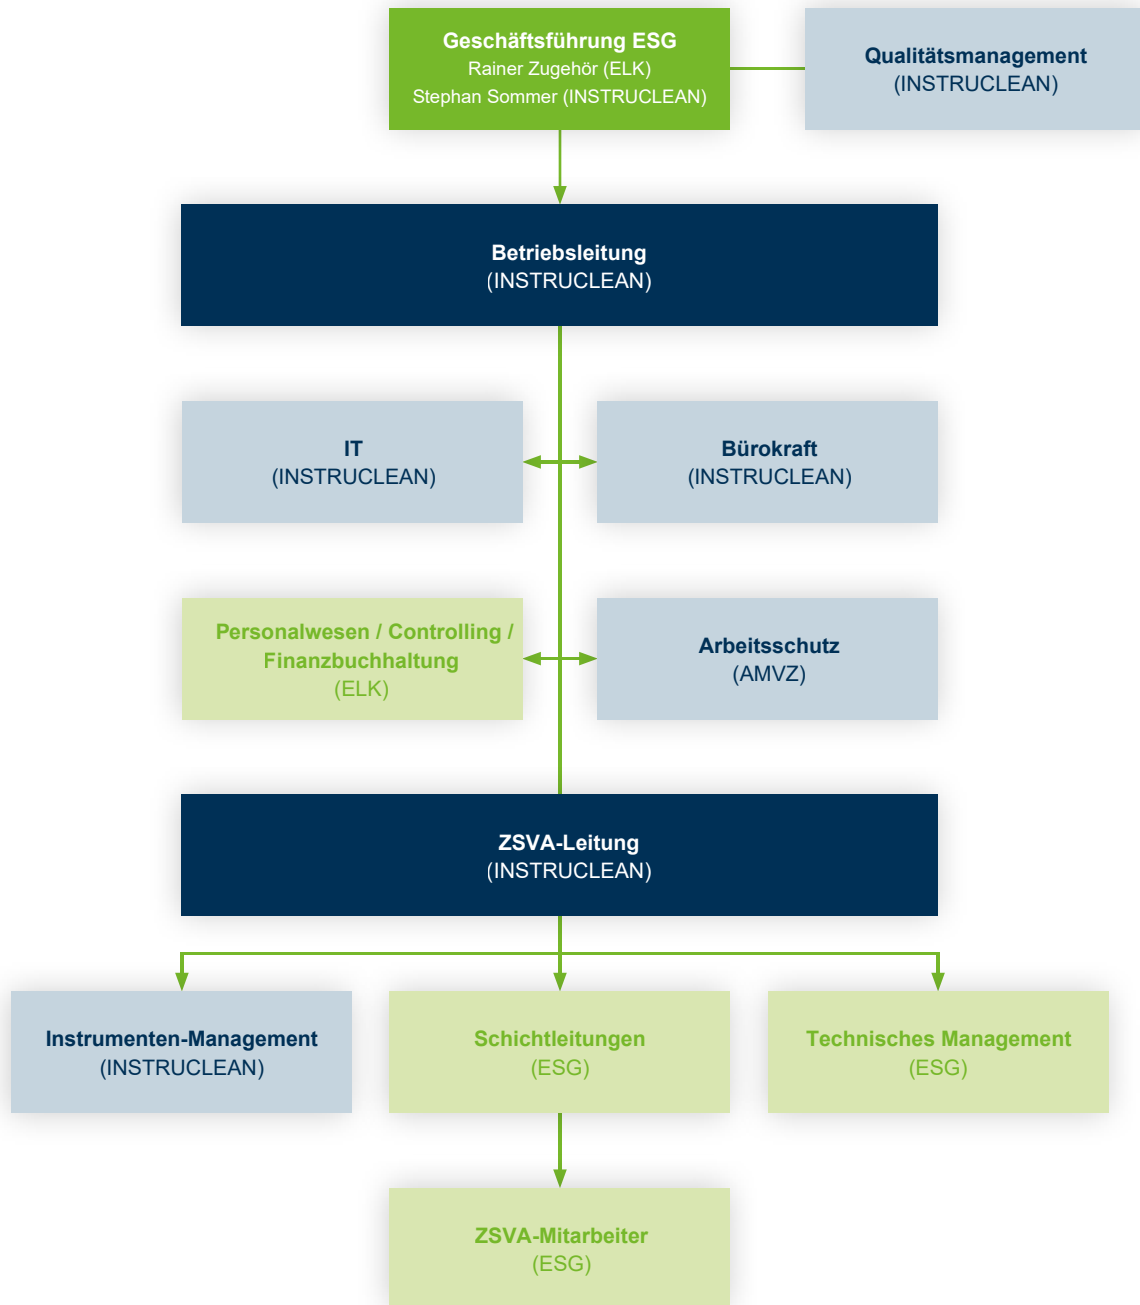 Geschäftsführung ESG
Rainer Zugehör (ELK)
Stephan Sommer (INSTRUCLEAN)
Qualitätsmanagement
(INSTRUCLEAN)
Betriebsleitung
(INSTRUCLEAN)
IT
(INSTRUCLEAN)
Bürokraft
(INSTRUCLEAN)
Personalwesen / Controlling /
Finanzbuchhaltung
(ELK)
Arbeitsschutz
(AMVZ)
ZSVA-Leitung
(INSTRUCLEAN)
Instrumenten-Management
(INSTRUCLEAN)
Schichtleitungen
(ESG)
Technisches Management
(ESG)
ZSVA-Mitarbeiter
(ESG)